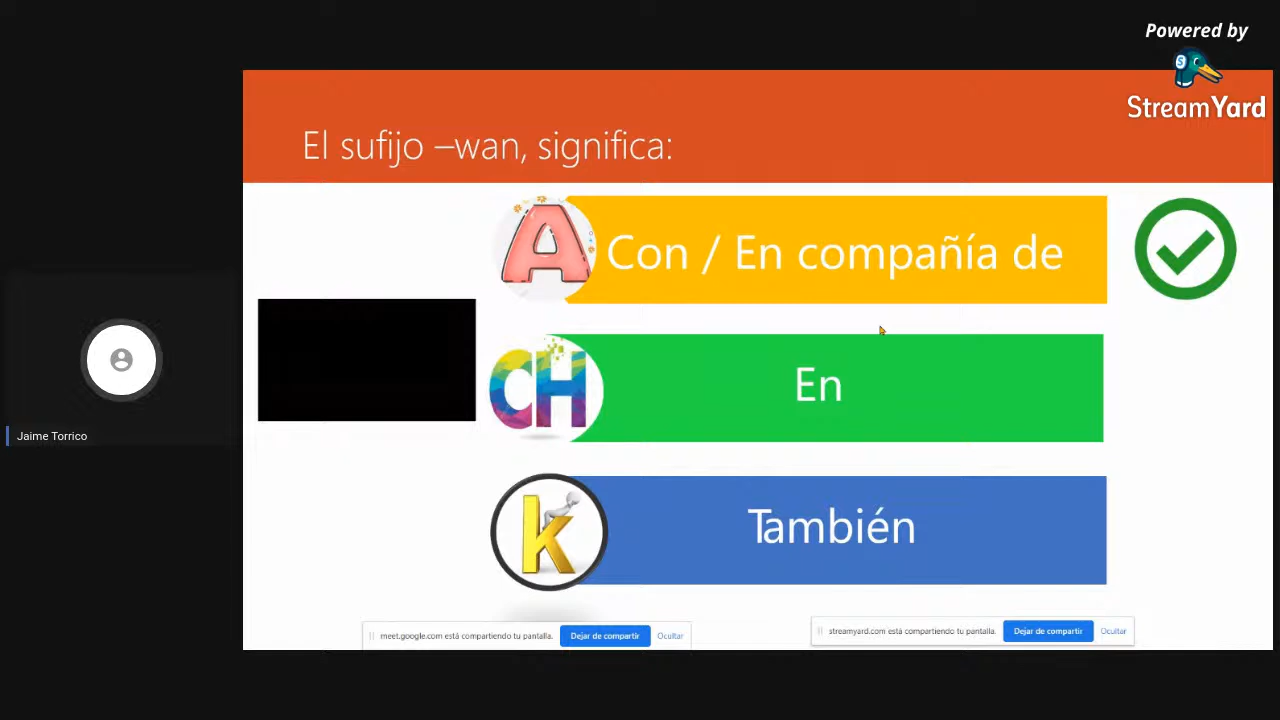 Powered by
StreamYard
El sufijo –wan, significa:
A
Con / En compañía de
CH
En
k
También
Jaime Torrico
meet.google.com está compartiendo tu pantalla.
Dejar de compartir
Ocultar
streamyard.com está compartiendo tu pantalla.
Dejar de compartir
Ocultar